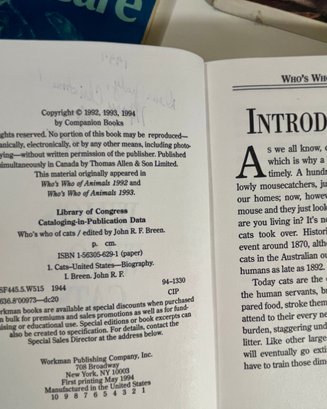 are
Copyright © 1992, 1993, 1994
by Companion Books
ights reserved. No portion of this book may be reproduced—
anically, electronically, or by any other means, including photo-
ying—without written permission of the publisher. Published
imultaneously in Canada by Thomas Allen & Son Limited.
This material originally appeared in
Who's Who of Animals 1992 and
Who's Who of Animals 1993.
Library of Congress
Cataloging-in-Publication Data
Who's who of cats / edited by John R. F. Breen.
p. cm.
ISBN 1-56305-629-1 (paper)
1. Cats—United States—Biography.
I. Breen. John R. F.
SF445.5.W515 1944
94-1330
636.8'00973—dc20
CIP
Workman books are available at special discounts when purchased
n bulk for premiums and sales promotions as well as for fund-
aising or educational use. Special editions or book excerpts can
also be created to specification. For details, contact the
Special Sales Director at the address below.
Workman Publishing Company, Inc.
708 Broadway
New York, NY 10003
First printing May 1994
Manufactured in the United States
10 9 8 7 6 5 4 3 2 1
WHO'S WHO
INTROD
As we all know, c
which is why a
timely. A hundr
lowly mousecatchers, jus
our homes; now, howev
mouse and they just look
are you living in? It's m
cats took over. Histori
event around 1870, altho
cats in the Australian ou
humans as late as 1892.
Today cats are the
the human servants, br
pared food, stroke them
attend to their every ne
burden, staggering und
litter. Like other large
will eventually go extin
have to train those dim